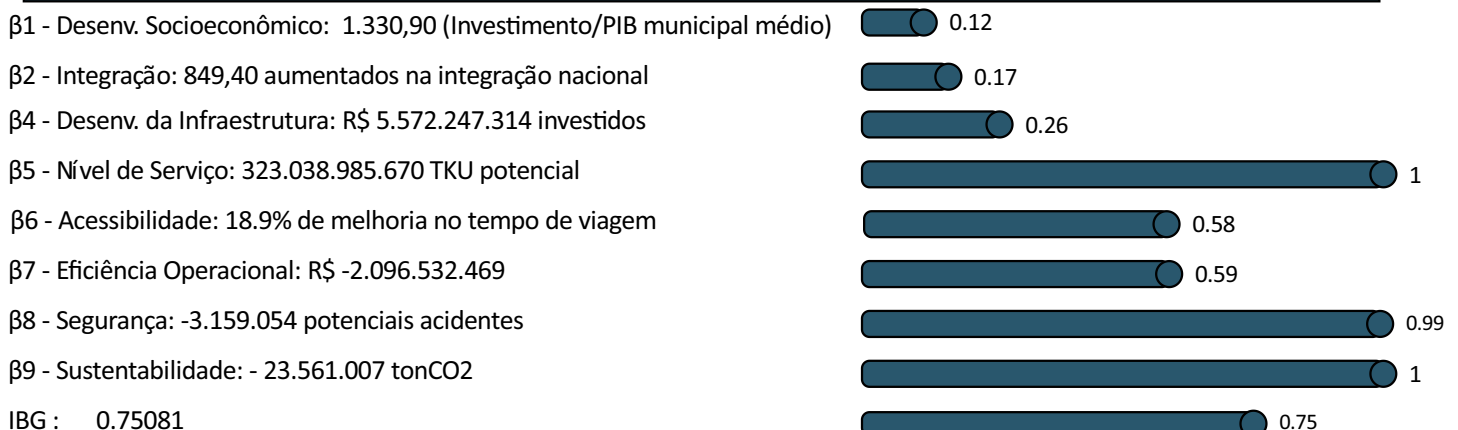 β1 - Desenv. Socioeconômico: 1.330,90 (Investimento/PIB municipal médio) 0.12
β2 - Integração: 849,40 aumentados na integração nacional 0.17
β4 - Desenv. da Infraestrutura: R$ 5.572.247.314 investidos 0.26
β5 - Nível de Serviço: 323.038.985.670 TKU potencial 1
β6 - Acessibilidade: 18.9% de melhoria no tempo de viagem 0.58
β7 - Eficiência Operacional: R$ -2.096.532.469 0.59
β8 - Segurança: -3.159.054 potenciais acidentes 0.99
β9 - Sustentabilidade: - 23.561.007 tonCO2 1
IBG : 0.75081 0.75